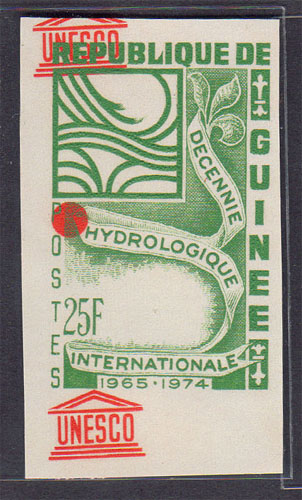 UNESCO
REPUBLIQUE DE
GUINEE
DECENNIE
HYDROLOGIQUE
INTERNATIONALE
POSTES
25F
1965-1974
UNESCO